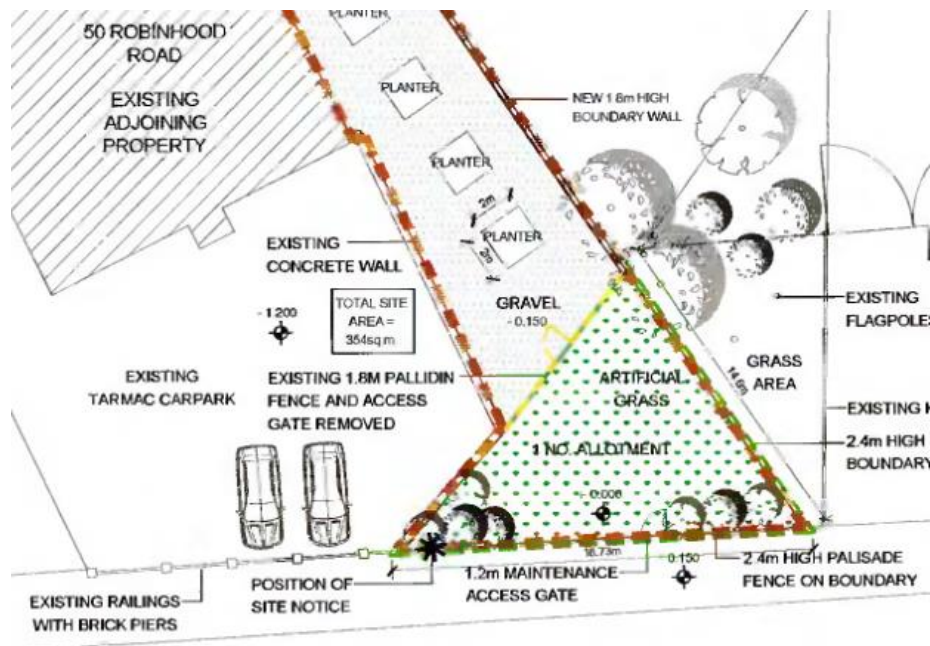 50 ROBINHOOD
ROAD
EXISTING
ADJOINING
PROPERTY
PLANTER
PLANTER
NEW 1.8m HIGH
BOUNDARY WALL
PLANTER
2m
PLANTER
2m
EXISTING
CONCRETE WALL
GRAVEL
- 0.150
- 1.200
TOTAL SITE
AREA =
354sq m
EXISTING
FLAGPOLES
GRASS
AREA
14.6m
EXISTING
TARMAC CARPARK
EXISTING 1.8M PALLIDIN
FENCE AND ACCESS
GATE REMOVED
ARTIFICIAL
GRASS
EXISTING
2.4m HIGH
BOUNDARY
1 NO. ALLOTMENT
- 0.000
16.73m
0.150
EXISTING RAILINGS
WITH BRICK PIERS
POSITION OF
SITE NOTICE
1.2m MAINTENANCE
ACCESS GATE
2.4m HIGH PALISADE
FENCE ON BOUNDARY